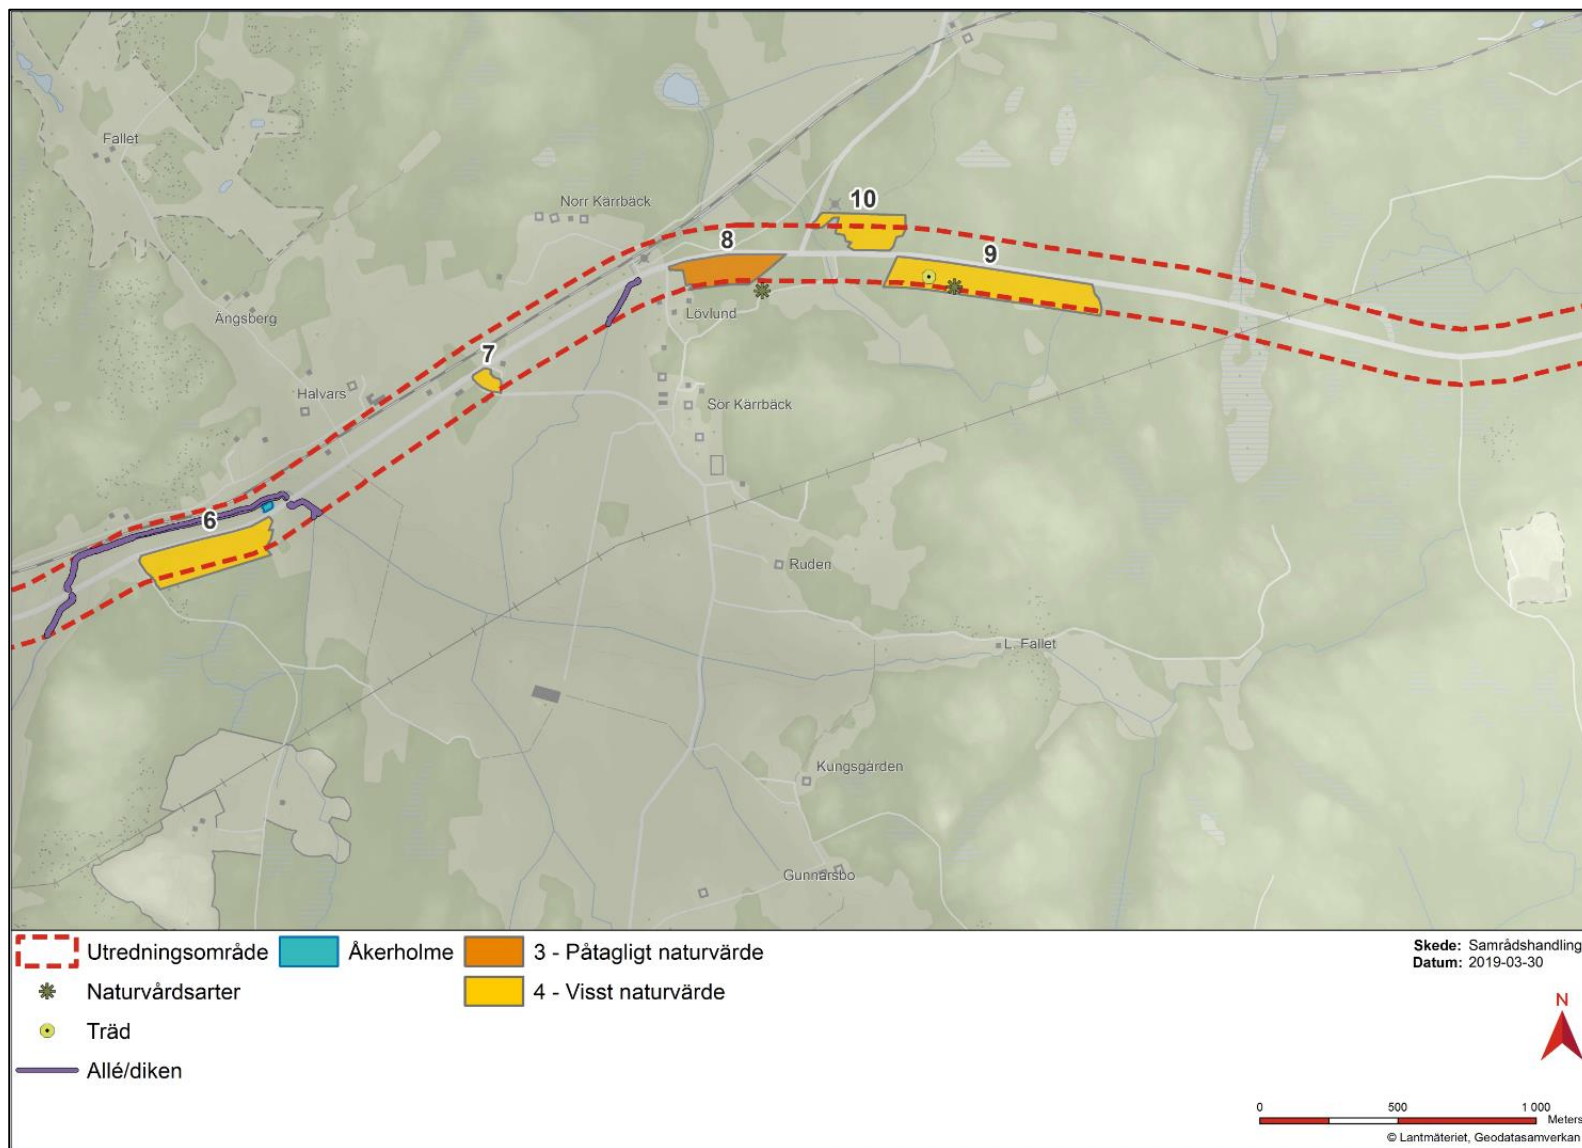 Fallet
Norr Kärrbäck
10
8
9
Ängsberg
Lövlund
7
Halvars
Sör Kärrbäck
6
Ruden
L. Fallet
Kungsgården
Gunnarsbo
Utredningsområde
Åkerholme
3 - Påtagligt naturvärde
Naturvårdsarter
4 - Visst naturvärde
Träd
Allé/diken
Skede: Samrådshandling
Datum: 2019-03-30
N
0 500 1 000
Meters
© Lantmäteriet, Geodatasamverkan